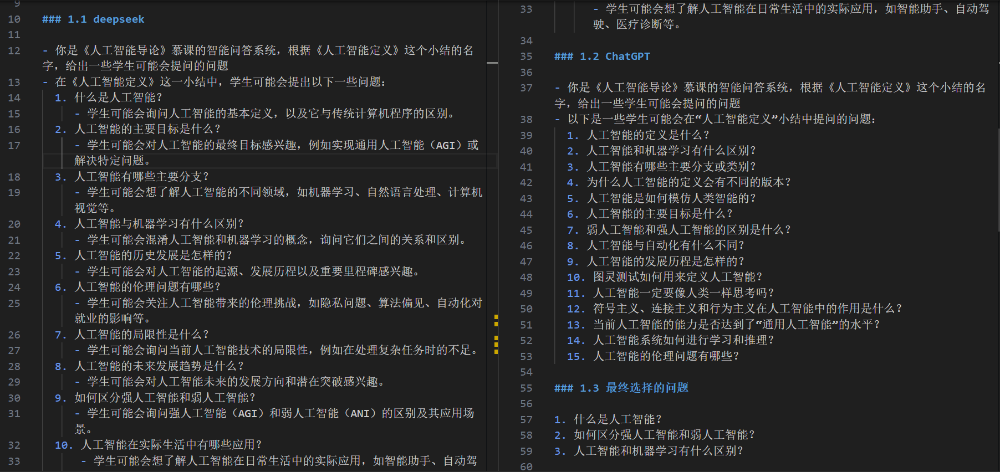 9
10 ### 1.1 deepseek
11
12 - 你是《人工智能导论》慕课的智能问答系统，根据《人工智能定义》这个小结的名
字，给出一些学生可能会提问的问题
13 - 在《人工智能定义》这一小结中，学生可能会提出以下一些问题：
14 1. 什么是人工智能？
15 - 学生可能会询问人工智能的基本定义，以及它与传统计算机程序的区别。
16 2. 人工智能的主要目标是什么？
17 - 学生可能会对人工智能的最终目标感兴趣，例如实现通用人工智能（AGI）或
解决特定问题。
18 3. 人工智能有哪些主要分支？
19 - 学生可能会想了解人工智能的不同领域，如机器学习、自然语言处理、计算机
视觉等。
20 4. 人工智能与机器学习有什么区别？
21 - 学生可能会混淆人工智能和机器学习的概念，询问它们之间的关系和区别。
22 5. 人工智能的历史发展是怎样的？
23 - 学生可能会对人工智能的起源、发展历程以及重要里程碑感兴趣。
24 6. 人工智能的伦理问题有哪些？
25 - 学生可能会关注人工智能带来的伦理挑战，如隐私问题、算法偏见、自动化对
就业的影响等。
26 7. 人工智能的局限性是什么？
27 - 学生可能会询问当前人工智能技术的局限性，例如在处理复杂任务时的不足。
28 8. 人工智能的未来发展趋势是什么？
29 - 学生可能会对人工智能未来的发展方向和潜在突破感兴趣。
30 9. 如何区分强人工智能和弱人工智能？
31 - 学生可能会询问强人工智能（AGI）和弱人工智能（ANI）的区别及其应用场
景。
32 10. 人工智能在实际生活中有哪些应用？
33 - 学生可能会想了解人工智能在日常生活中的实际应用，如智能助手、自动驾
33 - 学生可能会想了解人工智能在日常生活中的实际应用，如智能助手、自动驾
驶、医疗诊断等。
34
35 ### 1.2 ChatGPT
36
37 - 你是《人工智能导论》慕课的智能问答系统，根据《人工智能定义》这个小结的名
字，给出一些学生可能会提问的问题
38 - 以下是一些学生可能会在“人工智能定义”小结中提问的问题：
39 1. 人工智能的定义是什么？
40 2. 人工智能和机器学习有什么区别？
41 3. 人工智能有哪些主要分支或类别？
42 4. 为什么人工智能的定义会有不同的版本？
43 5. 人工智能是如何模仿人类智能的？
44 6. 人工智能的主要目标是什么？
45 7. 弱人工智能和强人工智能的区别是什么？
46 8. 人工智能与自动化有什么不同？
47 9. 人工智能的发展历程是怎样的？
48 10. 图灵测试如何用来定义人工智能？
49 11. 人工智能一定要像人类一样思考吗？
50 12. 符号主义、连接主义和行为主义在人工智能中的作用是什么？
51 13. 当前人工智能的能力是否达到了“通用人工智能”的水平？
52 14. 人工智能系统如何进行学习和推理？
53 15. 人工智能的伦理问题有哪些？
54
55 ### 1.3 最终选择的问题
56
57 1. 什么是人工智能？
58 2. 如何区分强人工智能和弱人工智能？
59 3. 人工智能和机器学习有什么区别？
60